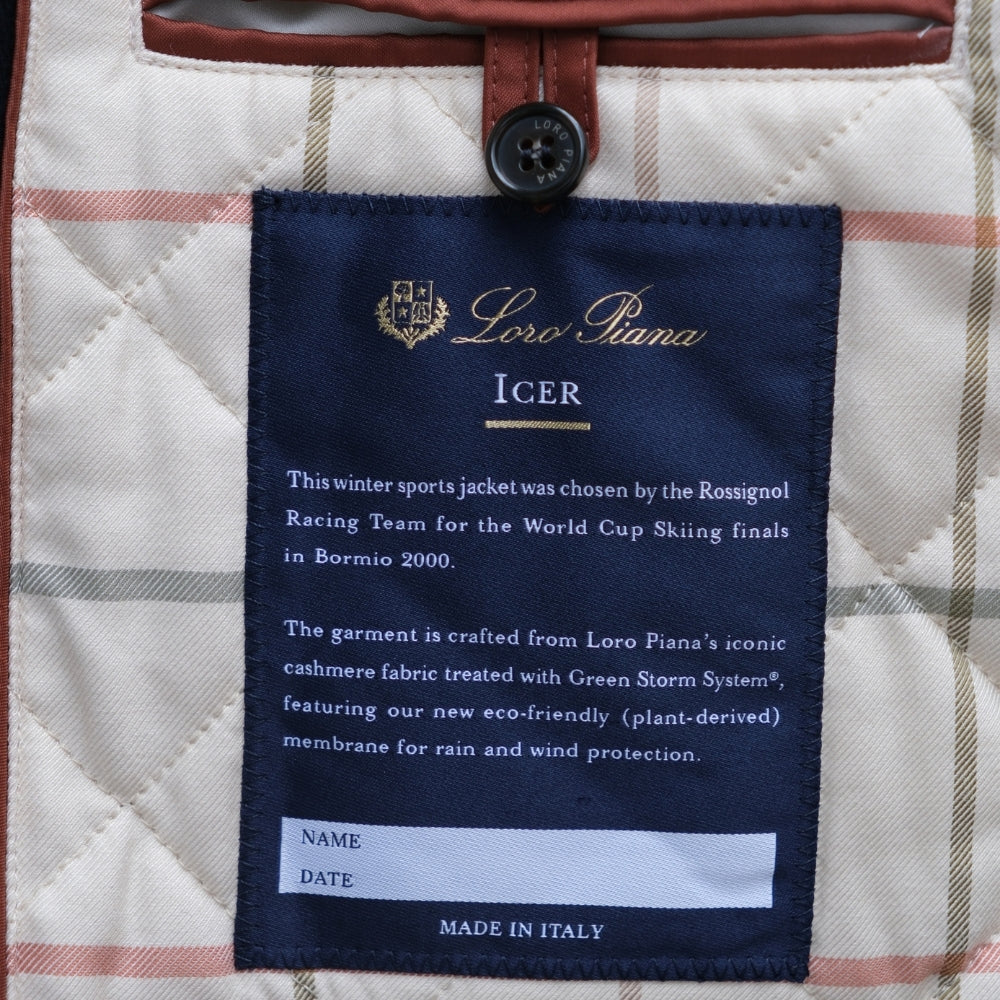 LORO PIANA
Loro Piana
ICER
This winter sports jacket was chosen by the Rossignol
Racing Team for the World Cup Skiing finals
in Bormio 2000.
The garment is crafted from Loro Piana's iconic
cashmere fabric treated with Green Storm System®,
featuring our new eco-friendly (plant-derived)
membrane for rain and wind protection.
NAME
DATE
MADE IN ITALY